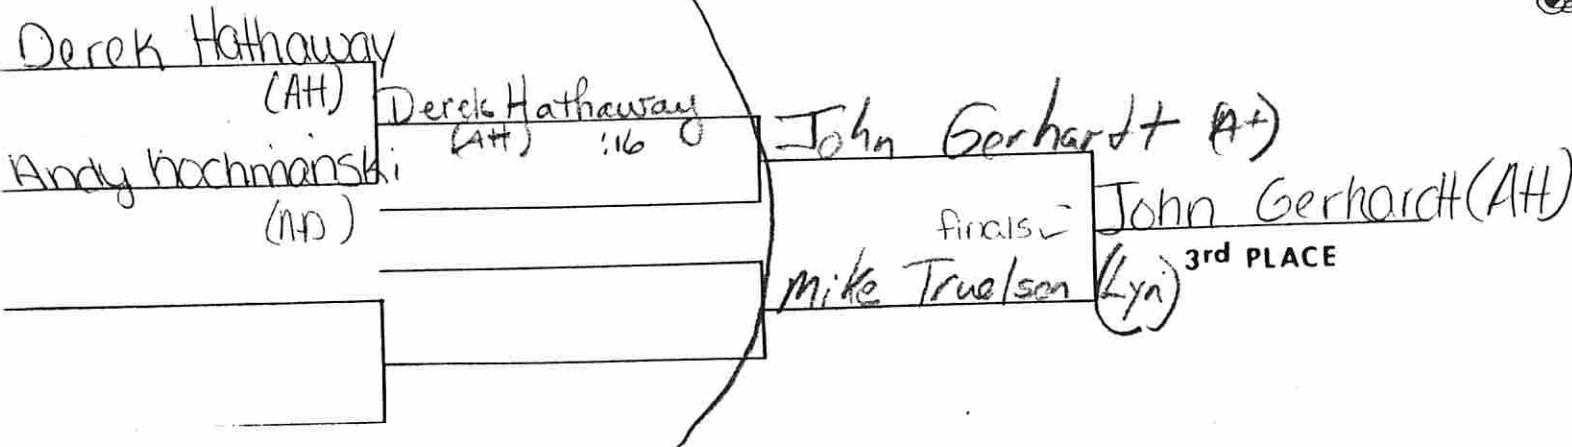 Derek Hathaway
(AH)
Andy Kochmanski
(ND)
Derek Hathaway
(AH) :16
John Gerhardt
finals
Mike Truelson (Lyn)
John Gerhardt (AH)
3rd PLACE